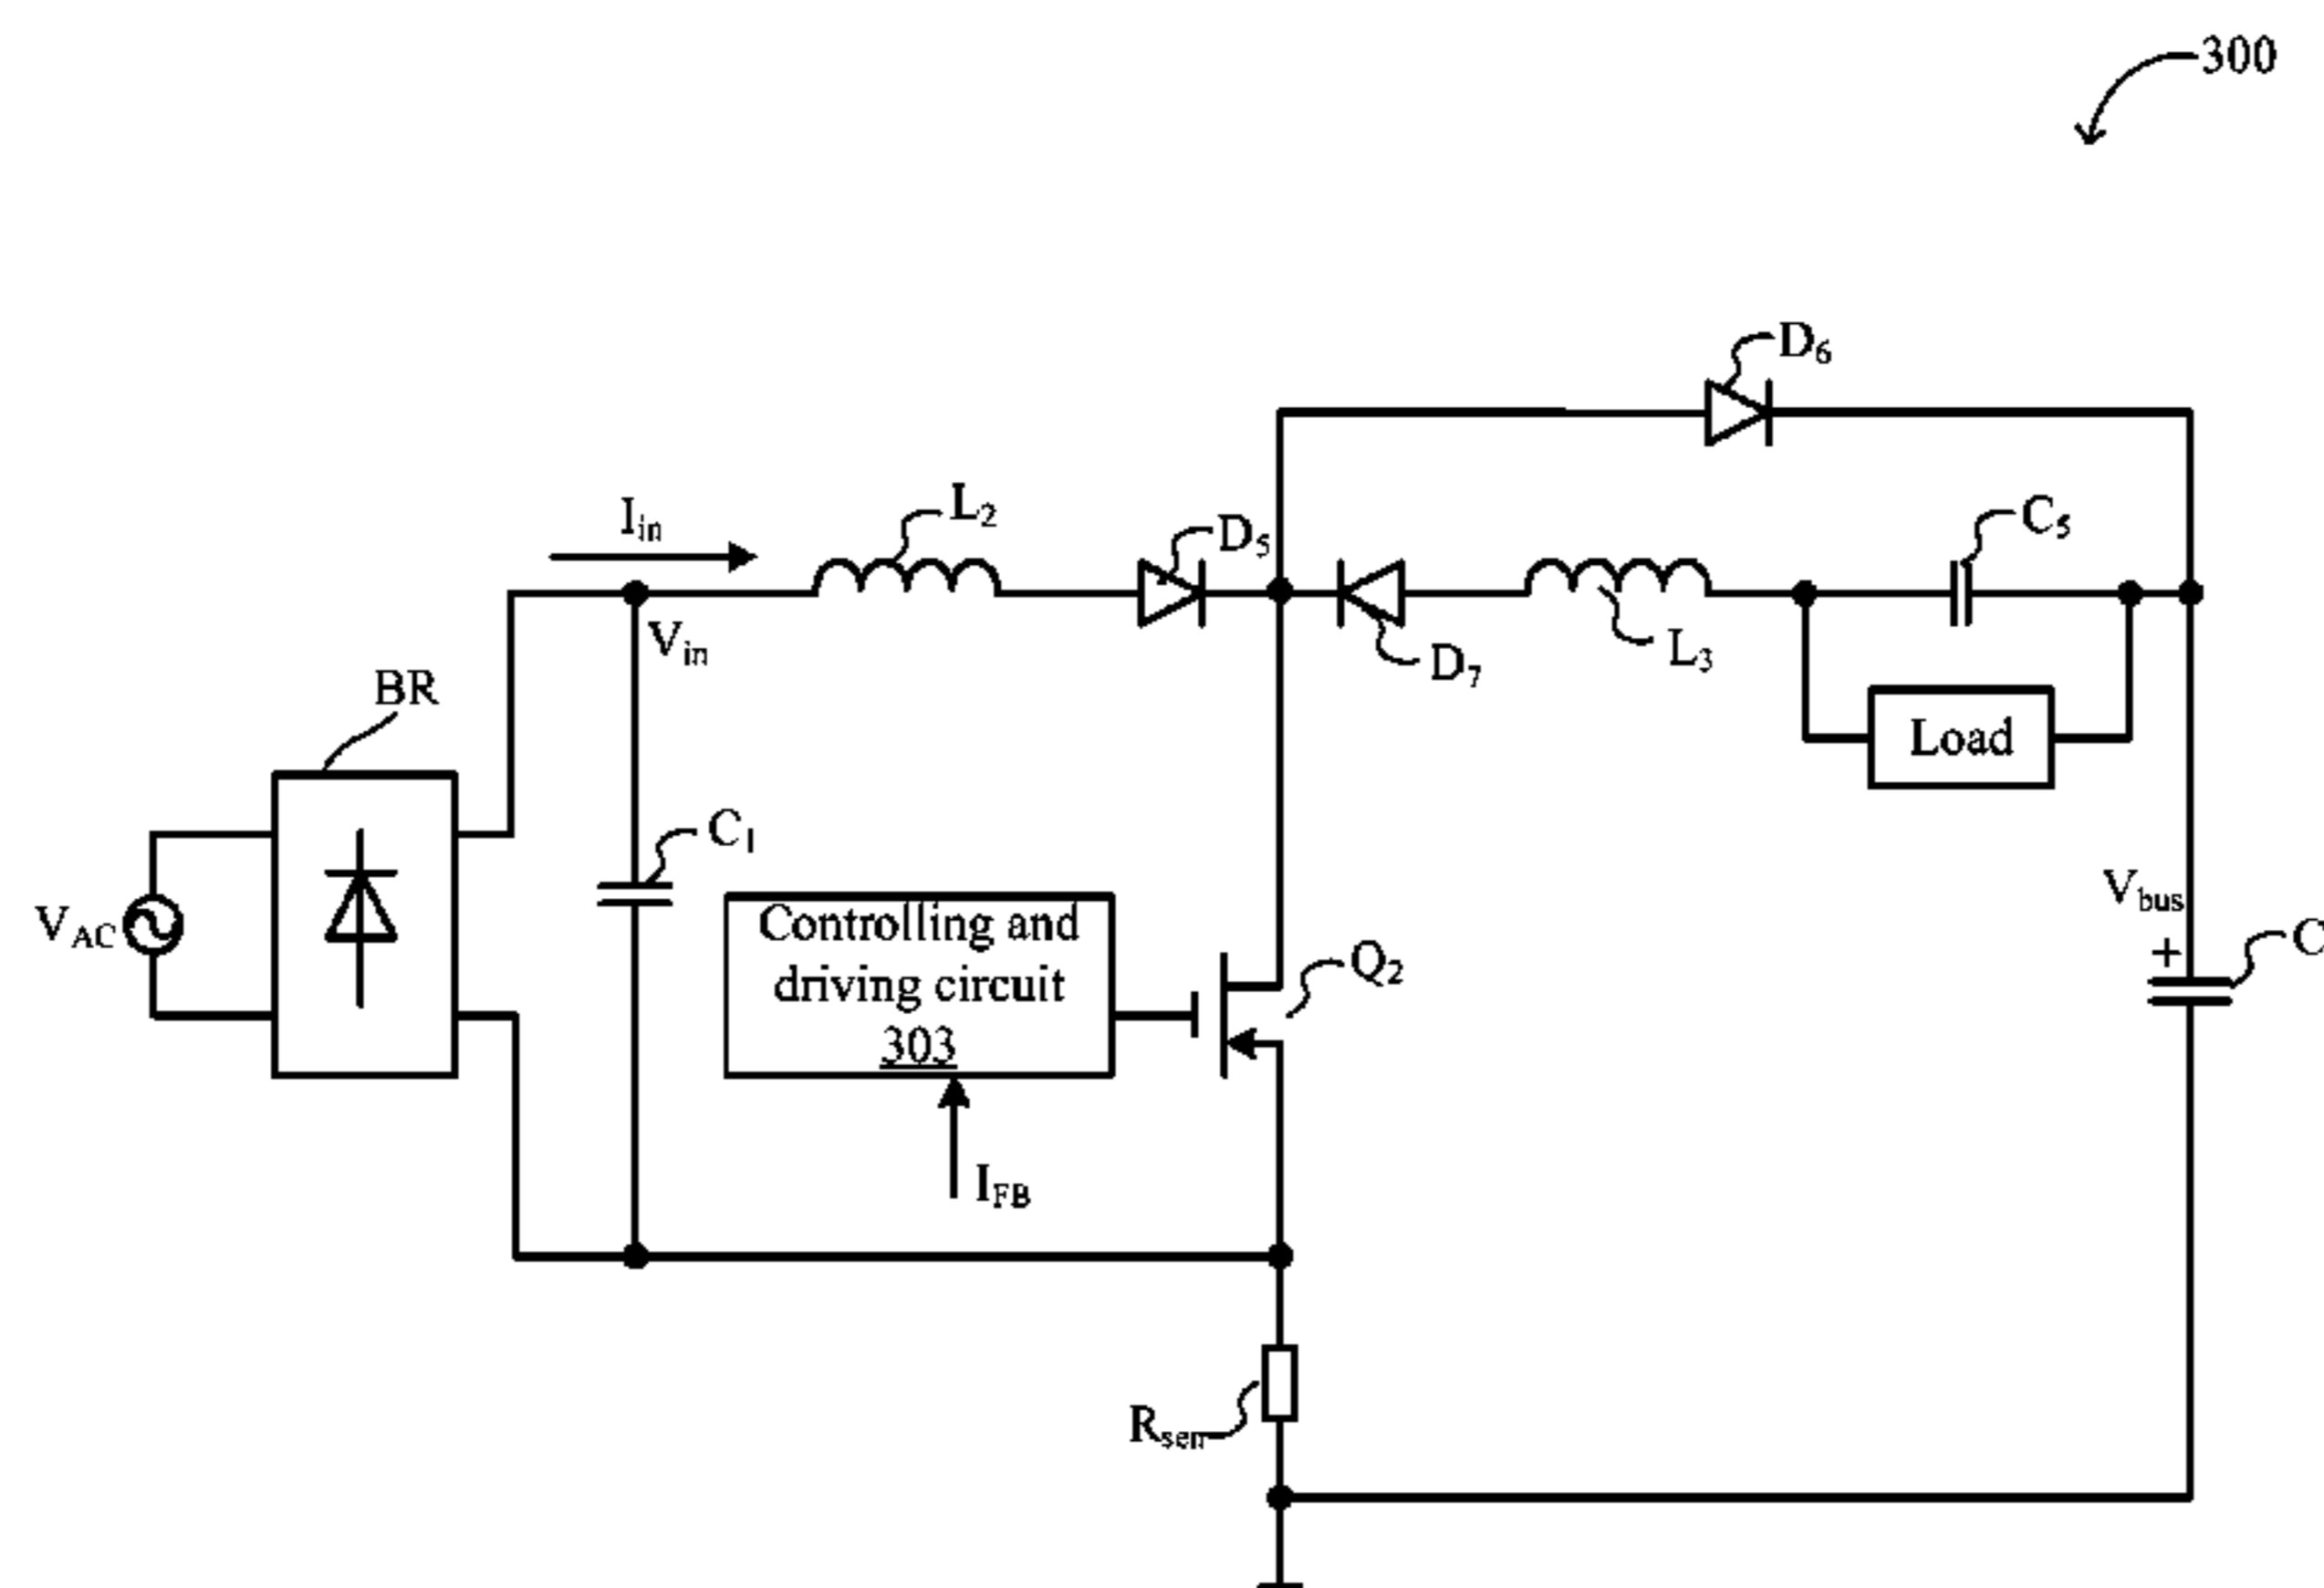 300
D6
Iin
L2
D5
C5
Vin
D7
L3
BR
Load
C1
VAC
Controlling and
driving circuit
303
Q2
Vbus
+
C
IFB
Rsen